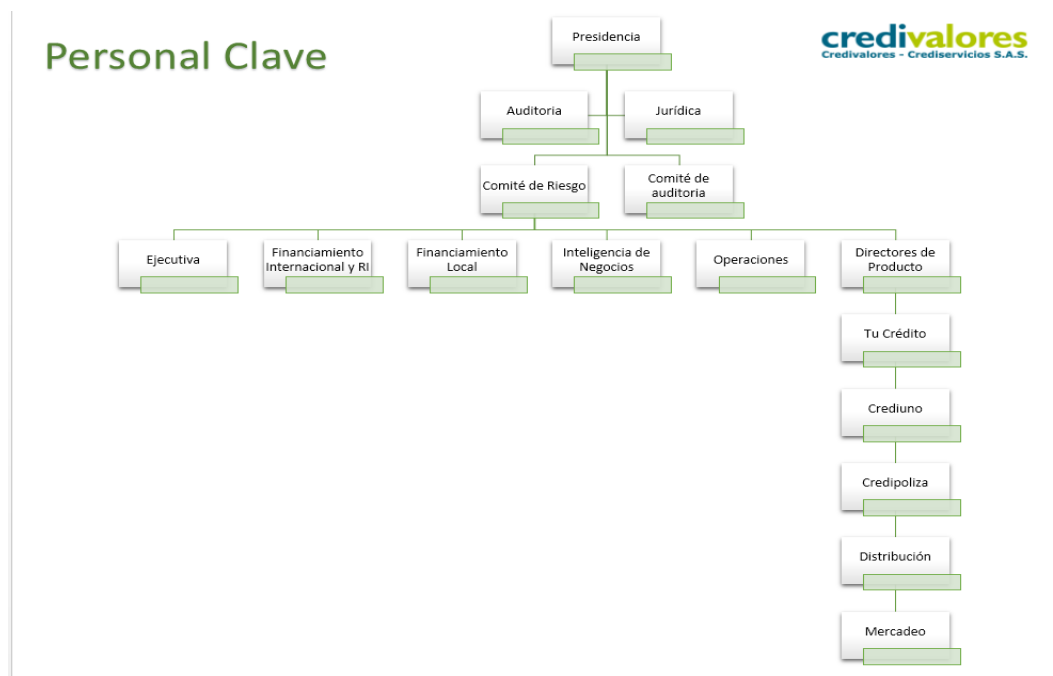 Personal Clave
credivalores
Credivalores - Crediservicios S.A.S.
Presidencia
Auditoria
Jurídica
Comité de Riesgo
Comité de
auditoria
Ejecutiva
Financiamiento
Internacional y RI
Financiamiento
Local
Inteligencia de
Negocios
Operaciones
Directores de
Producto
Tu Crédito
Crediuno
Credipoliza
Distribución
Mercadeo